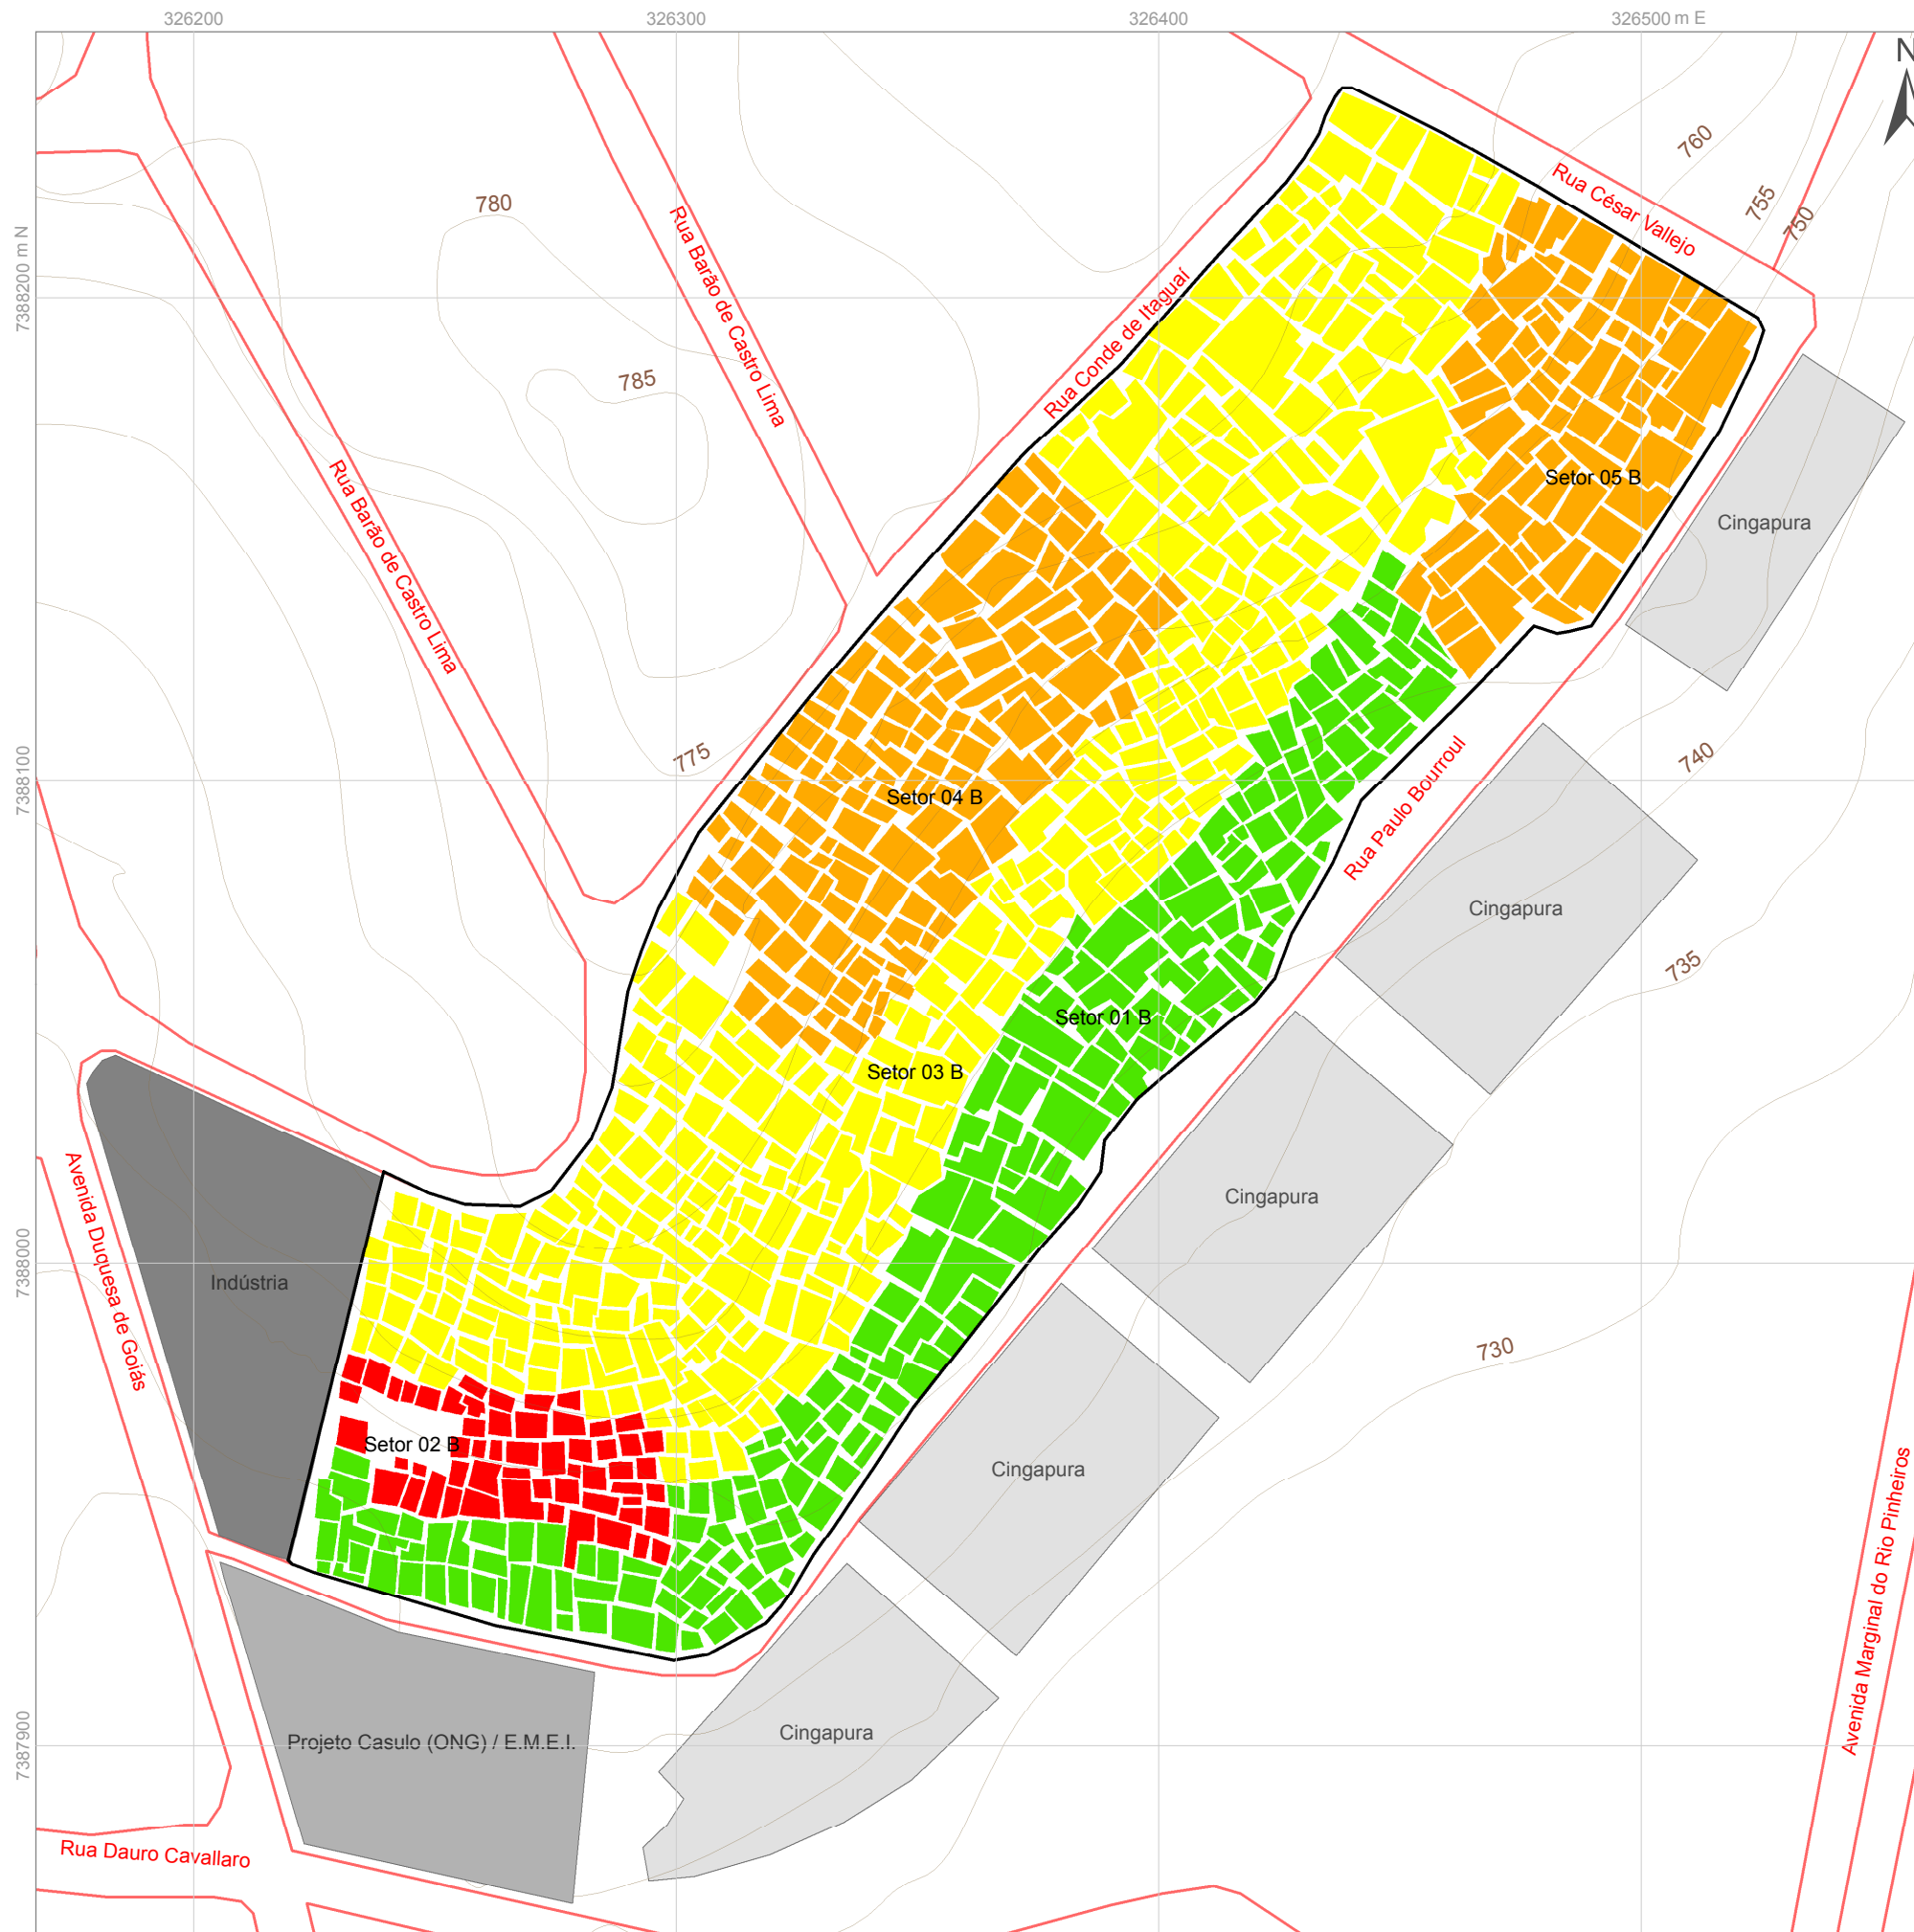 326200
326300
326400
326500 m E
N
7388200 m N
7388100
7388000
7387900
760
755
750
780
785
775
740
735
730
Rua César Vallejo
Rua Barão de Castro Lima
Rua Conde de Itaguaí
Rua Barão de Castro Lima
Setor 05 B
Cingapura
Setor 04 B
Rua Paulo Bourroul
Cingapura
Setor 01 B
Setor 03 B
Cingapura
Avenida Duquesa de Goiás
Indústria
Setor 02 B
Cingapura
Avenida Marginal do Rio Pinheiros
Projeto Casulo (ONG) / E.M.E.I.
Cingapura
Rua Dauro Cavallaro